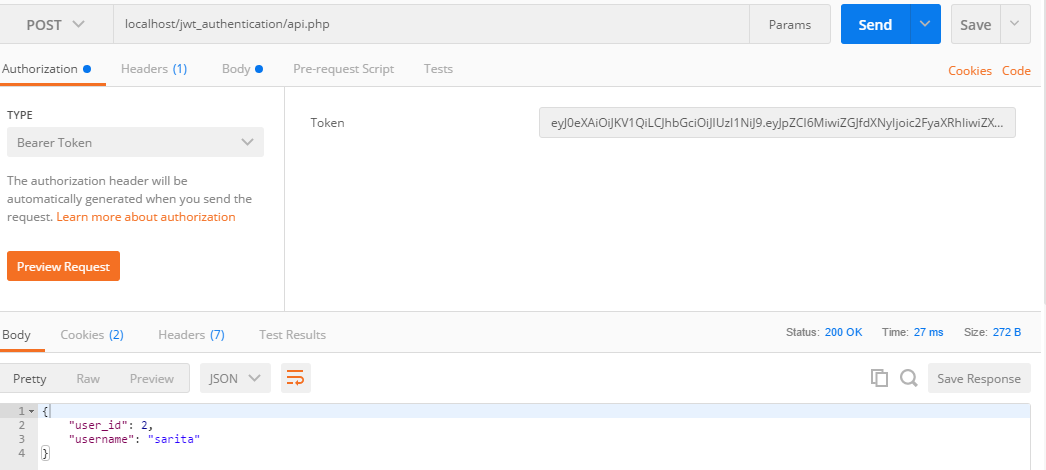 POST localhost/jwt_authentication/api.php Params Send Save
Authorization Headers (1) Body Pre-request Script Tests Cookies Code
TYPE
Bearer Token
Token eyJ0eXAiOiJKV1QiLCJhbGciOiJIUzI1NiJ9.eyJpZCI6MiwiZGJfdXNyIjoic2FyaXRhIiwiZX...
The authorization header will be
automatically generated when you send the
request. Learn more about authorization
Preview Request
Body Cookies (2) Headers (7) Test Results Status: 200 OK Time: 27 ms Size: 272 B
Pretty Raw Preview JSON Save Response
1 {
2 "user_id": 2,
3 "username": "sarita"
4 }